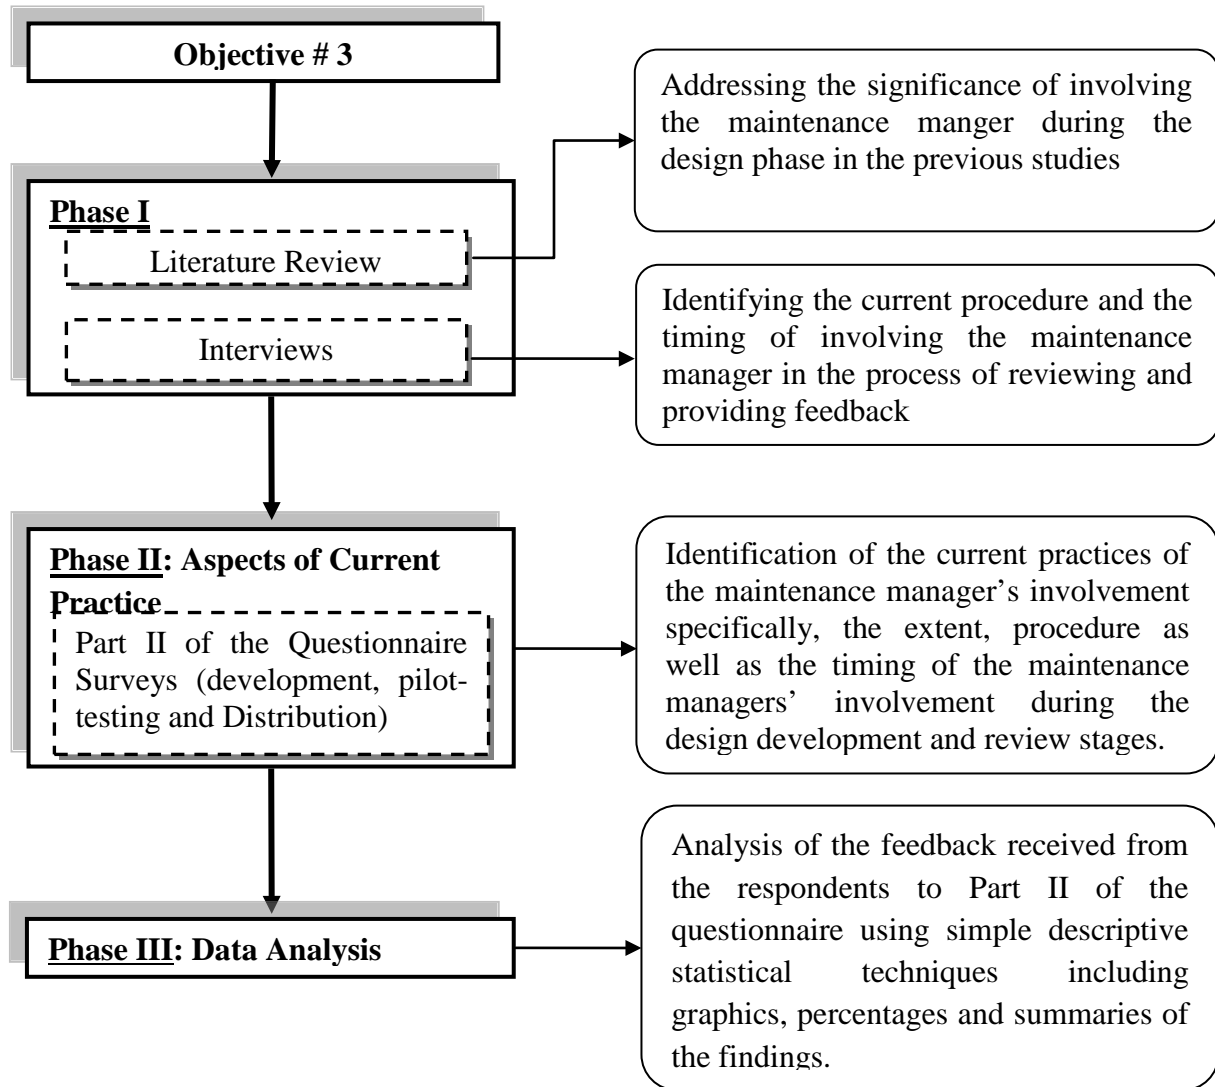 Objective # 3
Addressing the significance of involving
the maintenance manger during the
design phase in the previous studies
Phase I
Literature Review
Interviews
Identifying the current procedure and the
timing of involving the maintenance
manager in the process of reviewing and
providing feedback
Phase II: Aspects of Current
Practice
Part II of the Questionnaire
Surveys (development, pilot-
testing and Distribution)
Identification of the current practices of
the maintenance manager’s involvement
specifically, the extent, procedure as
well as the timing of the maintenance
managers’ involvement during the
design development and review stages.
Phase III: Data Analysis
Analysis of the feedback received from
the respondents to Part II of the
questionnaire using simple descriptive
statistical techniques including
graphics, percentages and summaries of
the findings.